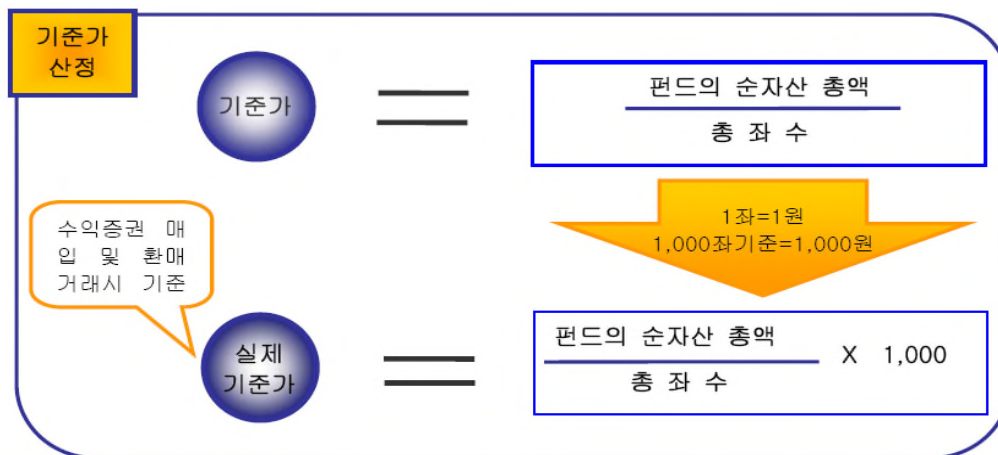 기준가
산정
기준가
펀드의 순자산 총액
총 좌 수
1좌=1원
1,000좌기준=1,000원
수익증권 매
입 및 환매
거래시 기준
실제
기준가
펀드의 순자산 총액
X 1,000
총 좌 수